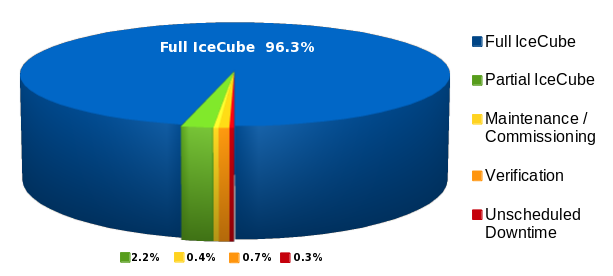 Full IceCube 96.3%
Full IceCube
Partial IceCube
Maintenance /
Commissioning
Verification
Unscheduled
Downtime
2.2% 0.4% 0.7% 0.3%